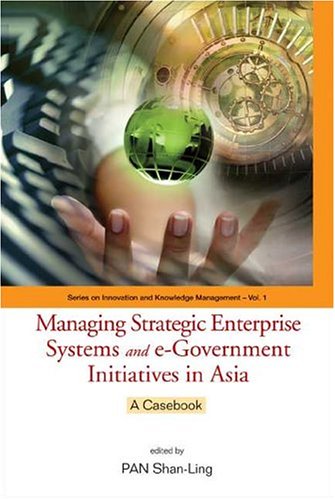 Series on Innovation and Knowledge Management – Vol. 1
Managing Strategic Enterprise
Systems and e-Government
Initiatives in Asia
A Casebook
edited by
PAN Shan-Ling